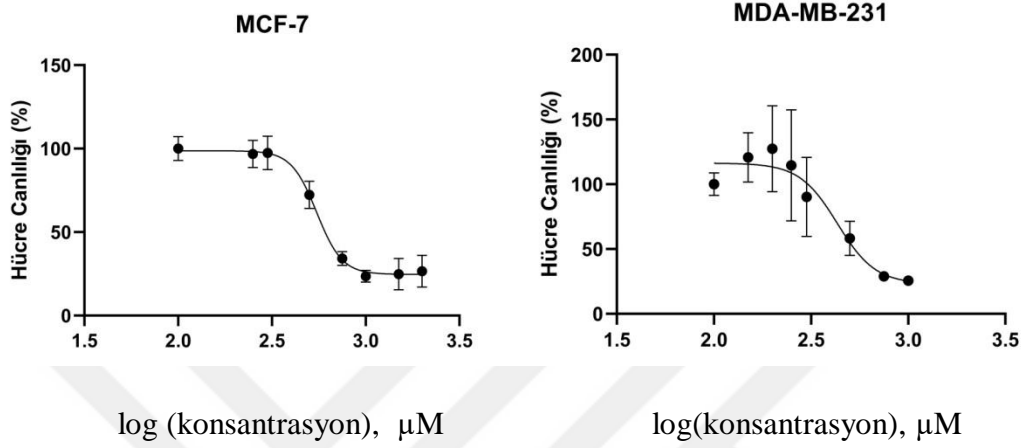 MCF-7
Hücre Canlılığı (%)
150
100
50
0
1.5 2.0 2.5 3.0 3.5
log (konsantrasyon), µM
MDA-MB-231
Hücre Canlılığı (%)
200
150
100
50
0
1.5 2.0 2.5 3.0 3.5
log(konsantrasyon), µM